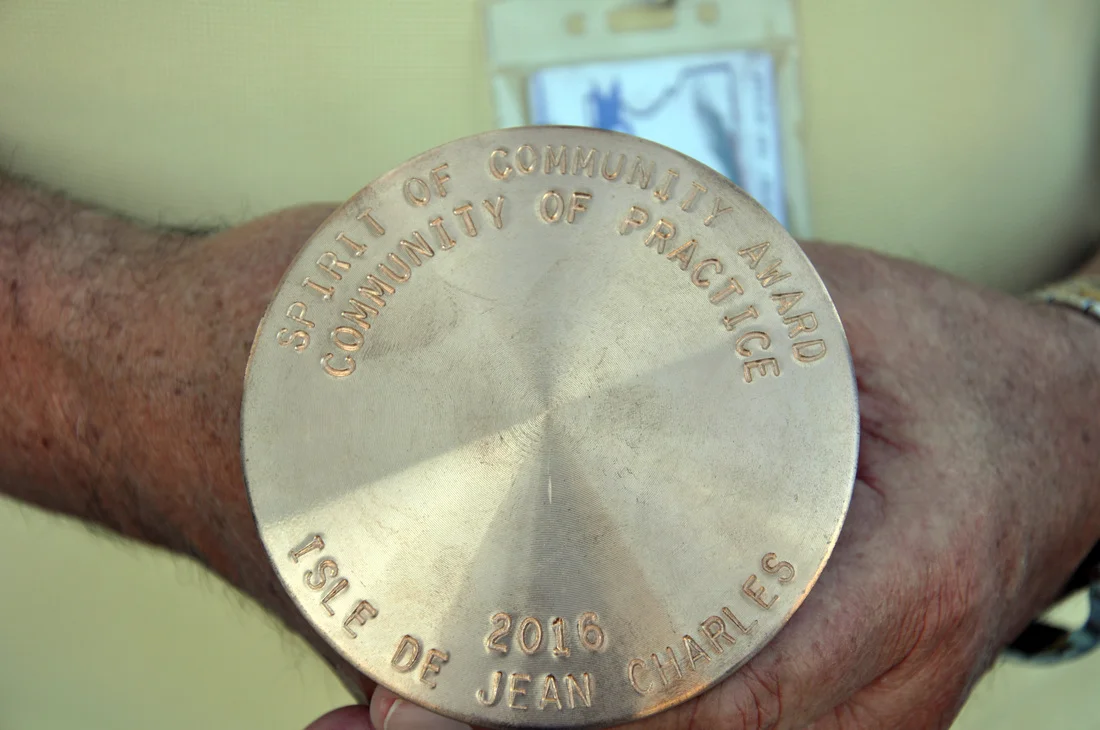 SPIRIT OF COMMUNITY AWARD
COMMUNITY OF PRACTICE
2016
ISLE DE JEAN CHARLES